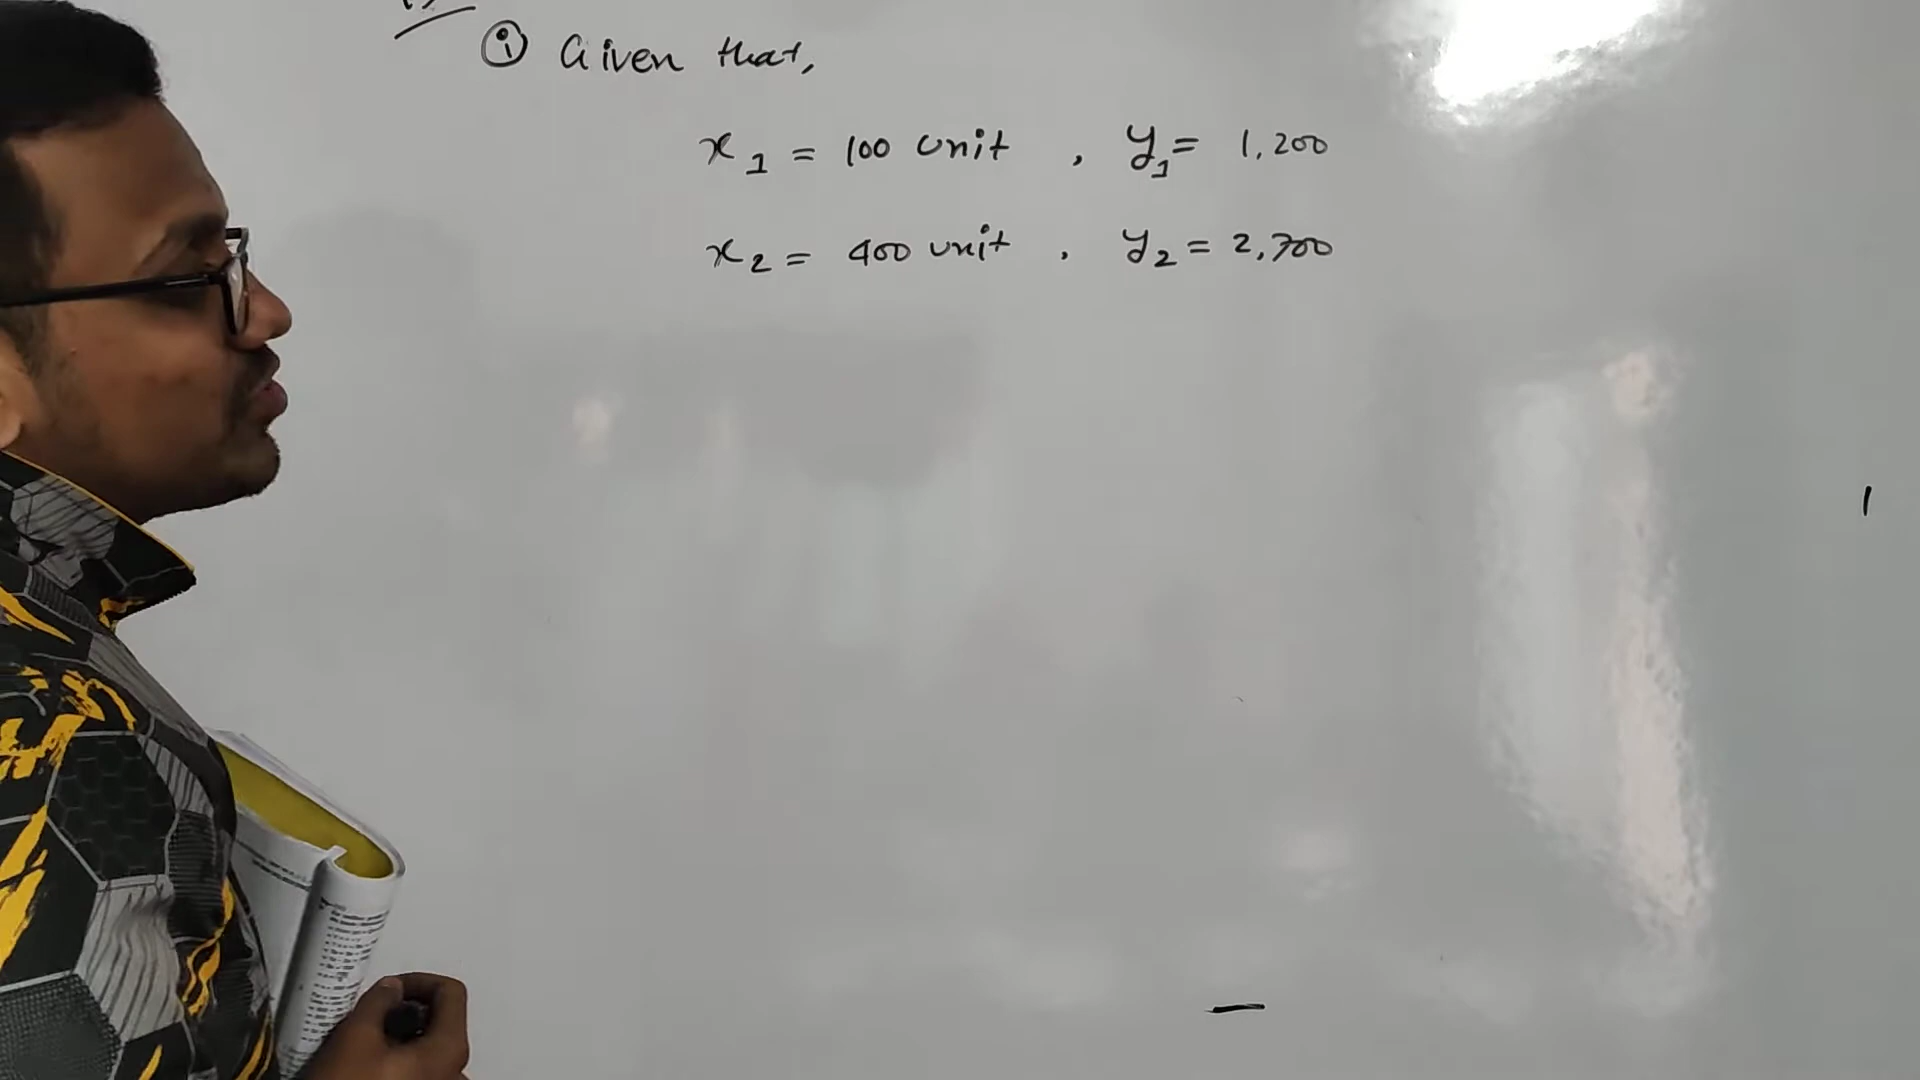 ⓘ Given that,
x₁ = 100 unit , y₁ = 1,200
x₂ = 400 unit , y₂ = 2,700